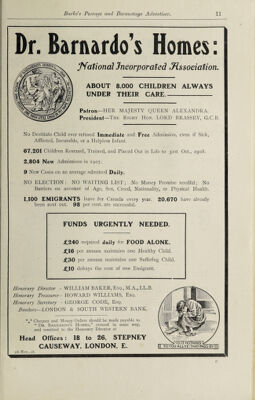 Burke's Peerage and Baronetage Advertiser. 11
Dr. Barnardo's Homes:
National Incorporated Association.
ABOUT 8,000 CHILDREN ALWAYS
UNDER THEIR CARE.
Patron—HER MAJESTY QUEEN ALEXANDRA.
President—THE RIGHT HON. LORD BRASSEY, G.C.B.
No Destitute Child ever refused Immediate and Free Admission, even if Sick,
Afflicted, Incurable, or a Helpless Infant.
67,201 Children Rescued, Trained, and Placed Out in Life to 31st Oct., 1908.
2,804 New Admissions in 1907.
9 New Cases on an average admitted Daily.
NO ELECTION: NO WAITING LIST; No Money Promise needful; No
Barriers on account of Age, Sex, Creed, Nationality, or Physical Health.
1,100 EMIGRANTS leave for Canada every year. 20,670 have already
been sent out. 98 per cent. are successful.
FUNDS URGENTLY NEEDED.
£240 required daily for FOOD ALONE.
£16 per annum maintains one Healthy Child.
£30 per annum maintains one Suffering Child.
£10 defrays the cost of one Emigrant.
Honorary Director - WILLIAM BAKER, Esq., M.A., LL.B.
Honorary Treasurer - HOWARD WILLIAMS, Esq.
Honorary Secretary - GEORGE CODE, Esq.
Bankers—LONDON & SOUTH WESTERN BANK.
*** Cheques and Money-Orders should be made payable to
"DR. BARNARDO'S HOMES," crossed in same way,
and remitted to the Honorary Director at
Head Offices: 18 to 26, STEPNEY
CAUSEWAY, LONDON, E.